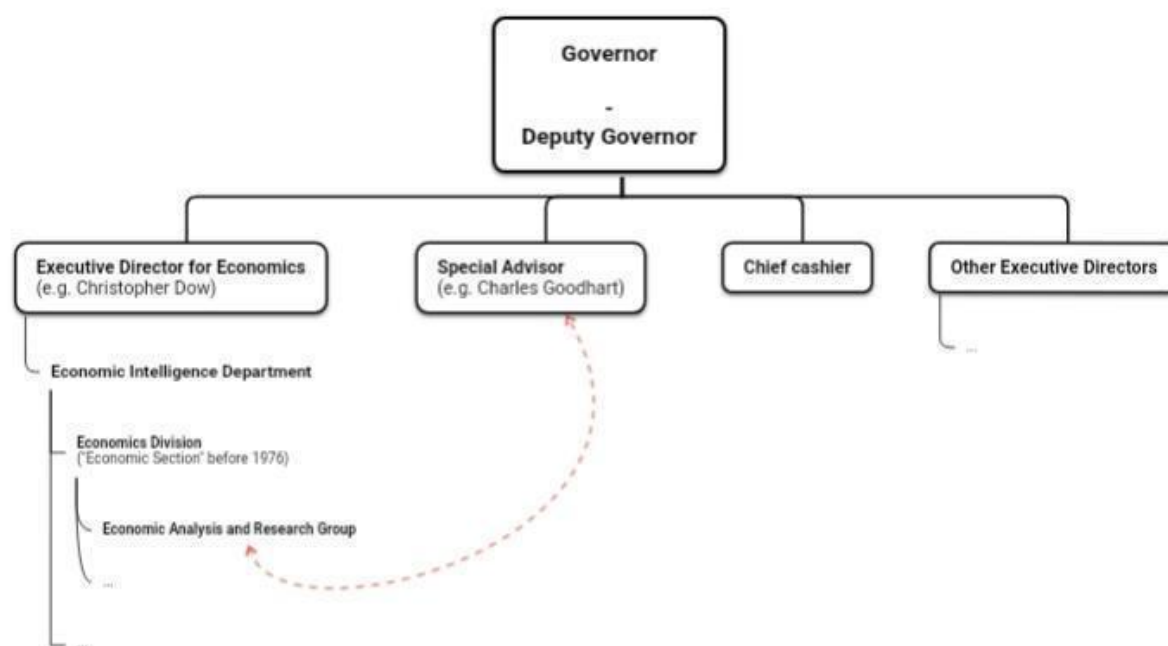 Governor
-
Deputy Governor
Executive Director for Economics
(e.g. Christopher Dow)
Special Advisor
(e.g. Charles Goodhart)
Chief cashier
Other Executive Directors
...
Economic Intelligence Department
Economics Division
("Economic Section" before 1976)
Economic Analysis and Research Group
...
...